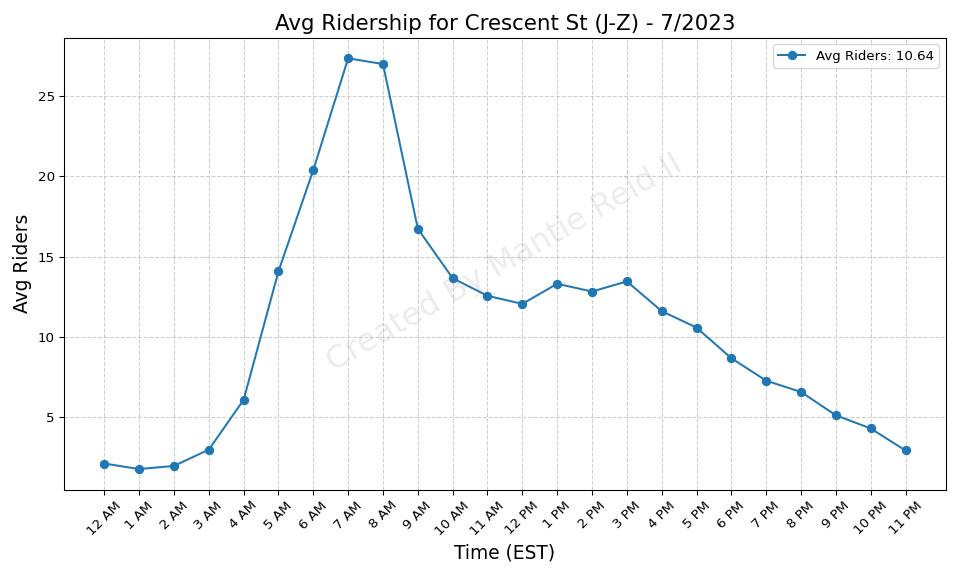 Avg Ridership for Crescent St (J-Z) - 7/2023
Avg Riders: 10.64
Avg Riders
25
20
15
10
5
Created By Mantie Reid II
12 AM
1 AM
2 AM
3 AM
4 AM
5 AM
6 AM
7 AM
8 AM
9 AM
10 AM
11 AM
12 PM
1 PM
2 PM
3 PM
4 PM
5 PM
6 PM
7 PM
8 PM
9 PM
10 PM
11 PM
Time (EST)